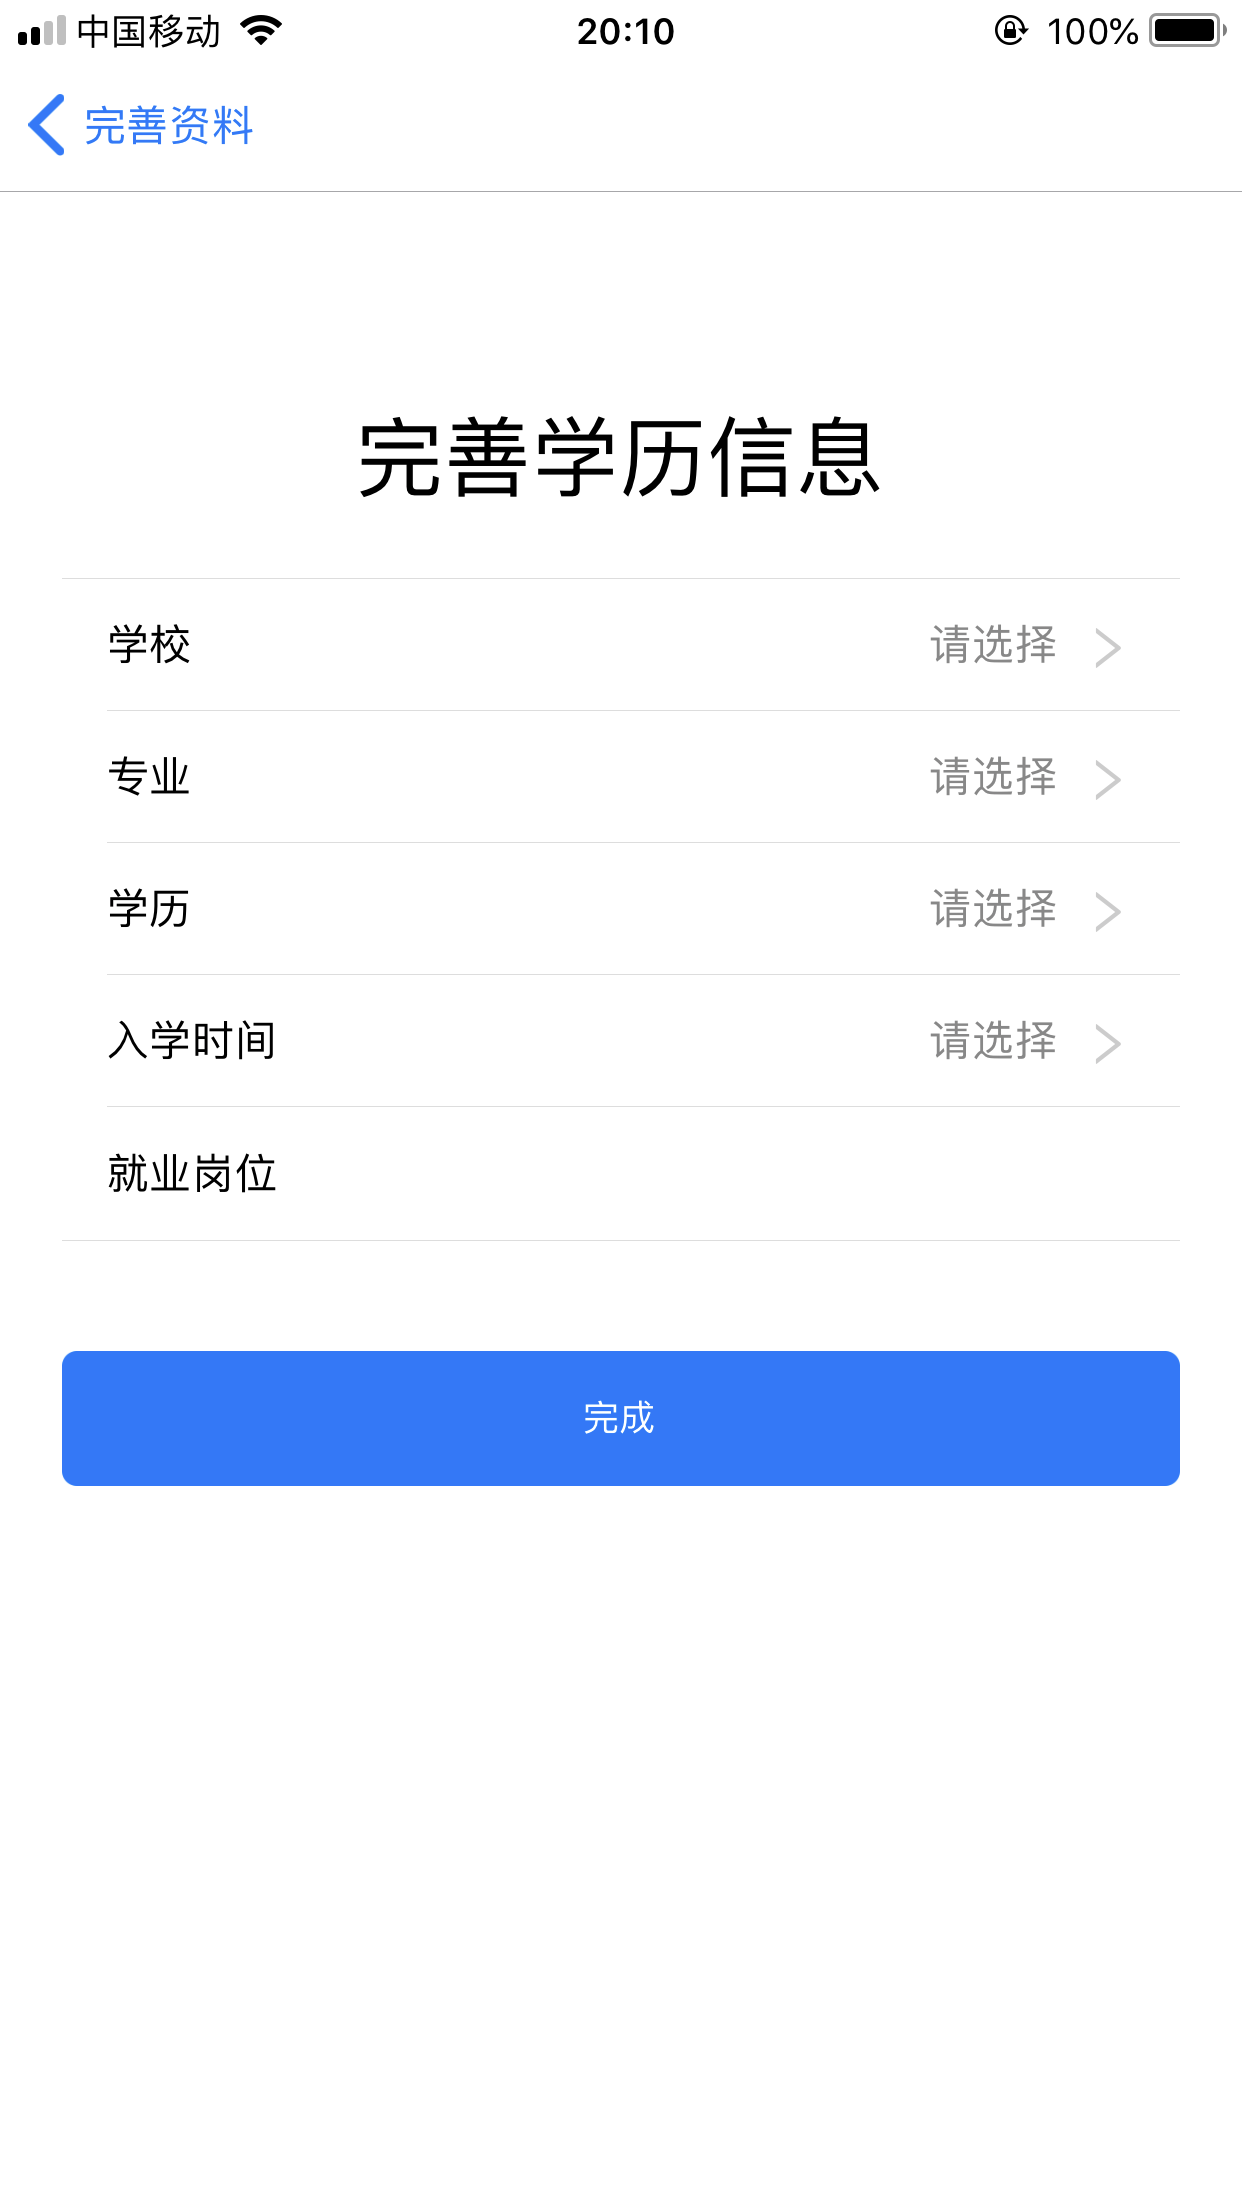 中国移动 20:10 100%
完善资料
完善学历信息
学校 请选择
专业 请选择
学历 请选择
入学时间 请选择
就业岗位
完成